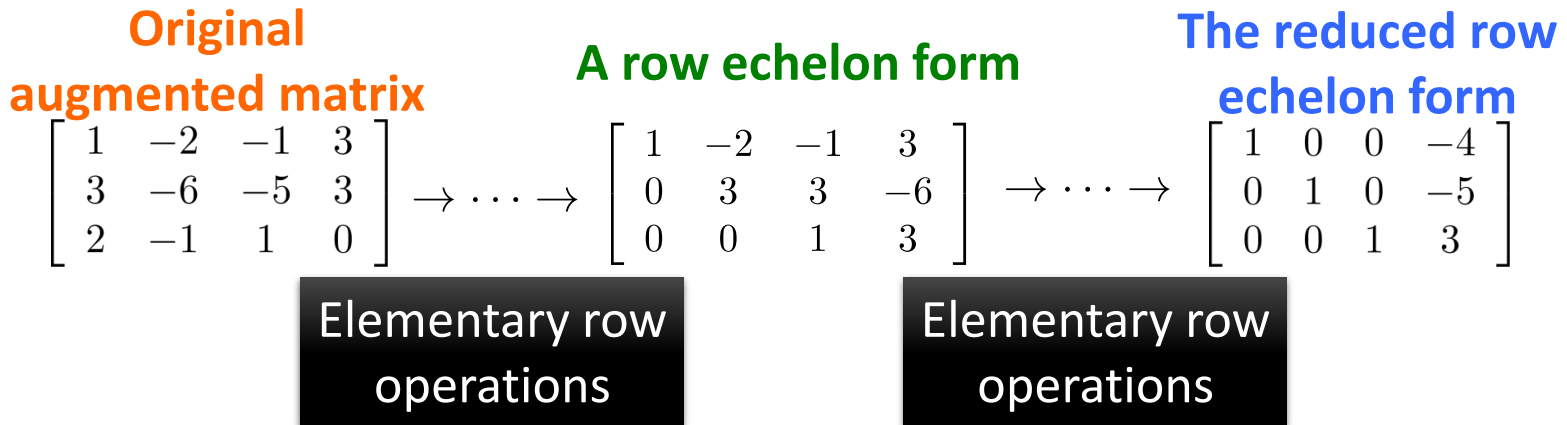 Original
augmented matrix
A row echelon form
The reduced row
echelon form
1 −2 −1 3
3 −6 −5 3
2 −1 1 0
→ ⋯ →
1 −2 −1 3
0 3 3 −6
0 0 1 3
→ ⋯ →
1 0 0 −4
0 1 0 −5
0 0 1 3
Elementary row
operations
Elementary row
operations